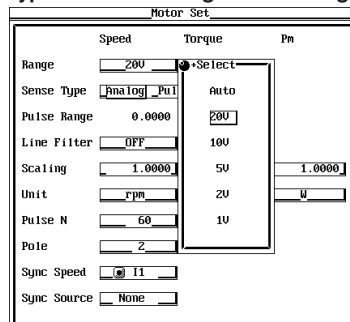 Motor Set
Speed Torque Pm
Range 20V
Select
Auto
20V
10V
5V
2V
1V
Sense Type Analog Pul
Pulse Range 0.0000
Line Filter OFF
Scaling 1.0000 1.0000
Unit rpm W
Pulse N 60
Pole 2
Sync Speed I1
Sync Source None